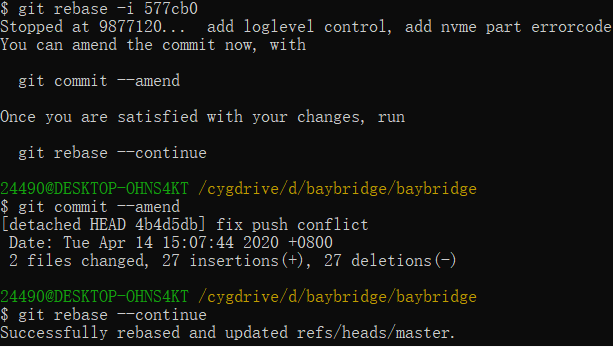 $ git rebase -i 577cb0
Stopped at 9877120... add loglevel control, add nvme part errorcode
You can amend the commit now, with
git commit --amend
Once you are satisfied with your changes, run
git rebase --continue
24490@DESKTOP-OHNS4KT /cygdrive/d/baybridge/baybridge
$ git commit --amend
[detached HEAD 4b4d5db] fix push conflict
Date: Tue Apr 14 15:07:44 2020 +0800
2 files changed, 27 insertions(+), 27 deletions(-)
24490@DESKTOP-OHNS4KT /cygdrive/d/baybridge/baybridge
$ git rebase --continue
Successfully rebased and updated refs/heads/master.